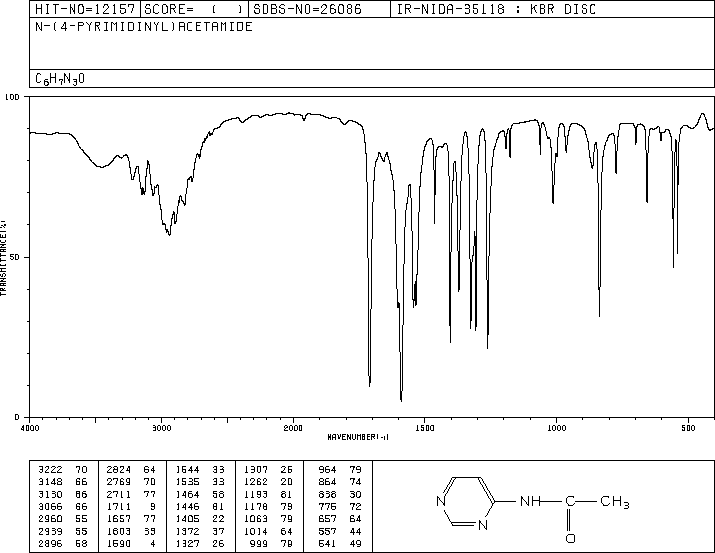 HIT-NO=12157 SCORE= ( ) SDBS-NO=26086 IR-NIDA-35118 : KBR DISC
N-(4-PYRIMIDINYL)ACETAMIDE
C6H7N3O
100
50
0
TRANSMITTANCE(%)
4000 3000 2000 1500 1000 500
WAVENUMBER(-1)
3222 70 2824 64 1544 33 1307 26 964 79
3148 66 2769 70 1535 33 1262 20 864 74
3130 66 2711 77 1464 58 1193 81 838 30
3066 66 1711 9 1446 81 1178 79 775 72
2960 55 1657 77 1405 22 1063 79 657 64
2939 55 1603 33 1372 37 1014 64 557 44
2896 58 1590 4 1327 26 999 79 541 49
N
N
NH
C
CH3
O